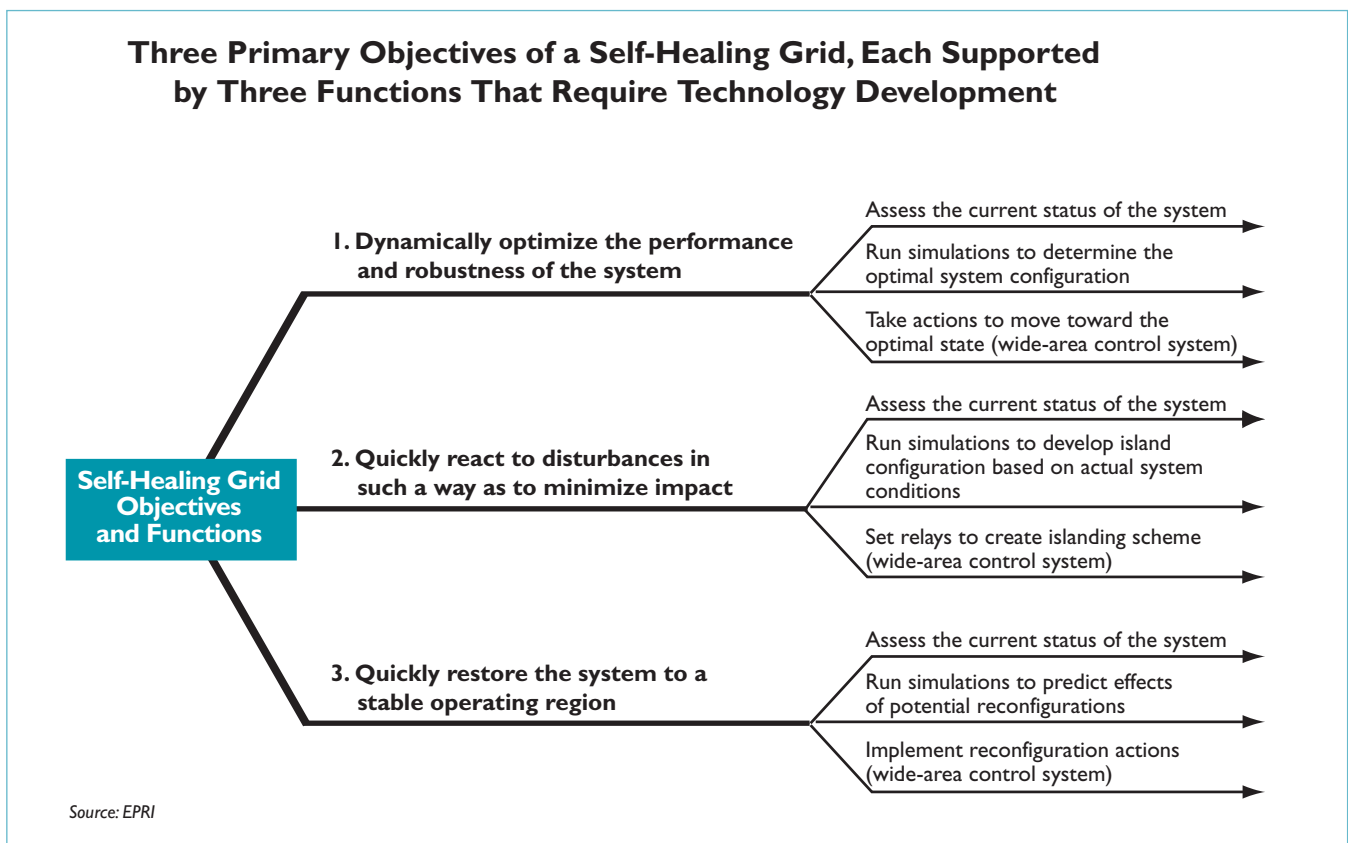 Three Primary Objectives of a Self-Healing Grid, Each Supported
by Three Functions That Require Technology Development
Self-Healing Grid
Objectives
and Functions
1. Dynamically optimize the performance
and robustness of the system
Assess the current status of the system
Run simulations to determine the
optimal system configuration
Take actions to move toward the
optimal state (wide-area control system)
2. Quickly react to disturbances in
such a way as to minimize impact
Assess the current status of the system
Run simulations to develop island
configuration based on actual system
conditions
Set relays to create islanding scheme
(wide-area control system)
3. Quickly restore the system to a
stable operating region
Assess the current status of the system
Run simulations to predict effects
of potential reconfigurations
Implement reconfiguration actions
(wide-area control system)
Source: EPRI